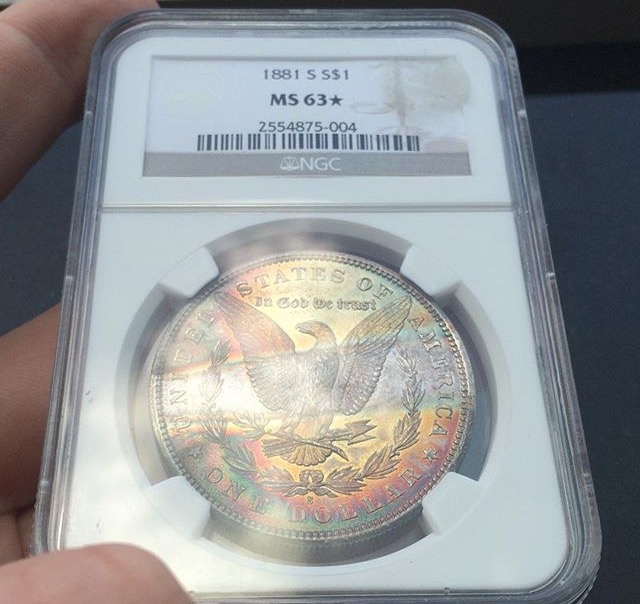 1881 S S$1
MS 63★
2554875-004
NGC
UNITED STATES OF AMERICA
In God we trust
S
ONE DOLLAR